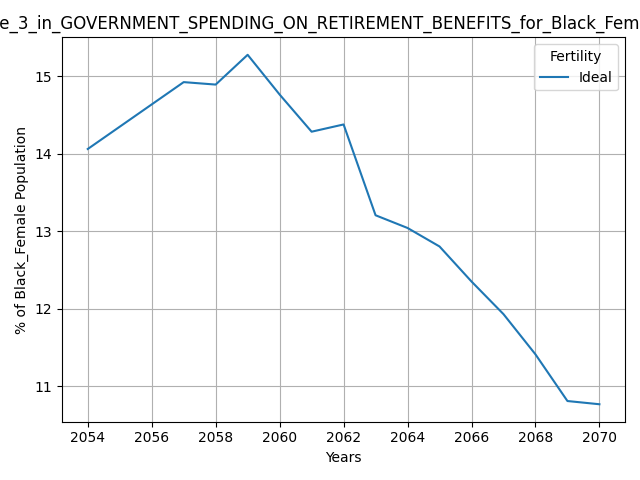 e_3_in_GOVERNMENT_SPENDING_ON_RETIREMENT_BENEFITS_for_Black_Fem
Fertility
Ideal
% of Black_Female Population
15
14
13
12
11
2054 2056 2058 2060 2062 2064 2066 2068 2070
Years